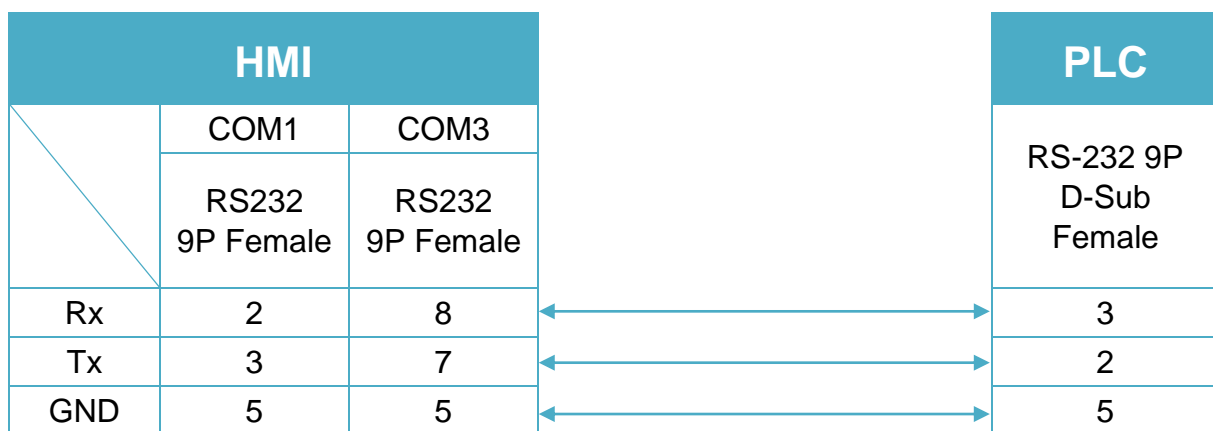 HMI
PLC
COM1
COM3
RS-232 9P
D-Sub
Female
RS232
9P Female
RS232
9P Female
Rx
2
8
3
Tx
3
7
2
GND
5
5
5